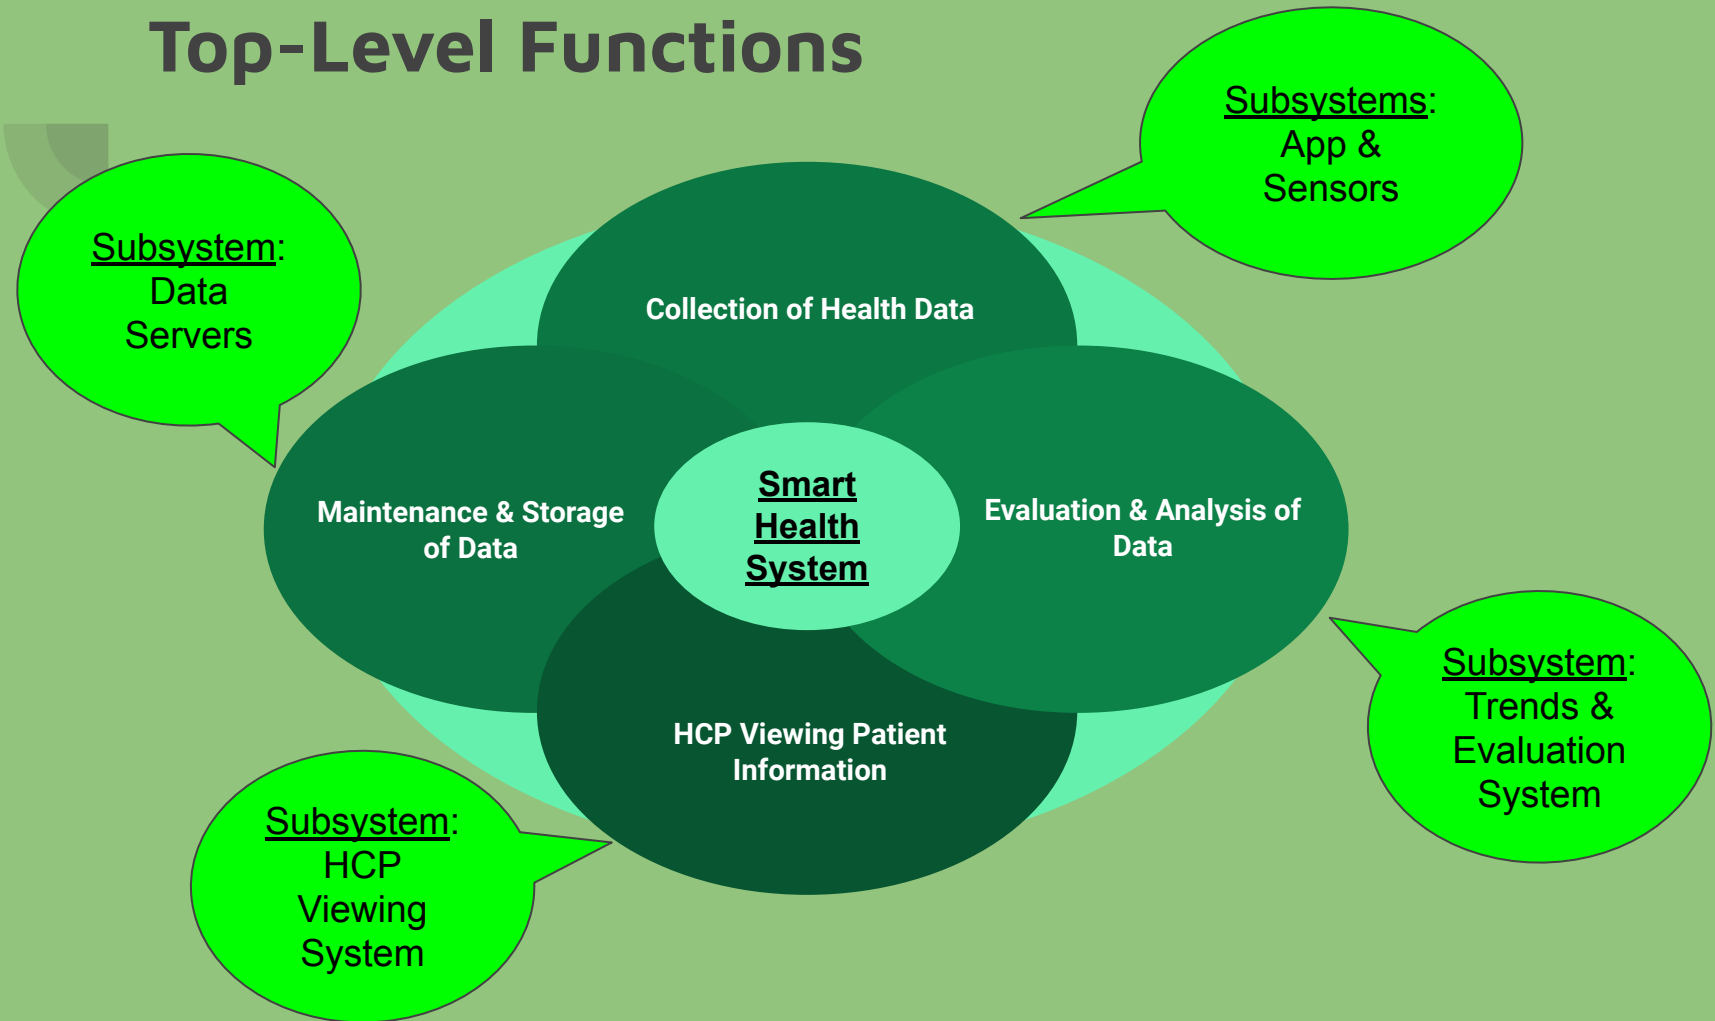 Top-Level Functions
Subsystems:
App &
Sensors
Subsystem:
Data
Servers
Collection of Health Data
Maintenance & Storage
of Data
Smart
Health
System
Evaluation & Analysis of
Data
HCP Viewing Patient
Information
Subsystem:
Trends &
Evaluation
System
Subsystem:
HCP
Viewing
System